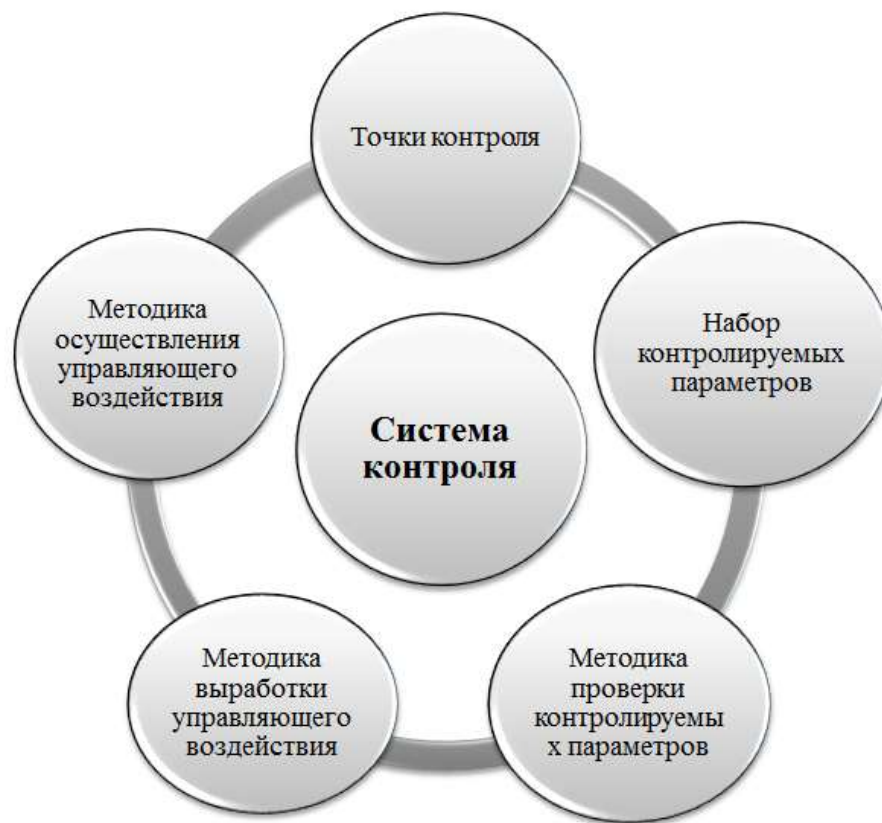 Точки контроля
Набор
контролируемых
параметров
Методика
проверки
контролируемы
х параметров
Методика
выработки
управляющего
воздействия
Методика
осуществления
управляющего
воздействия
Система
контроля